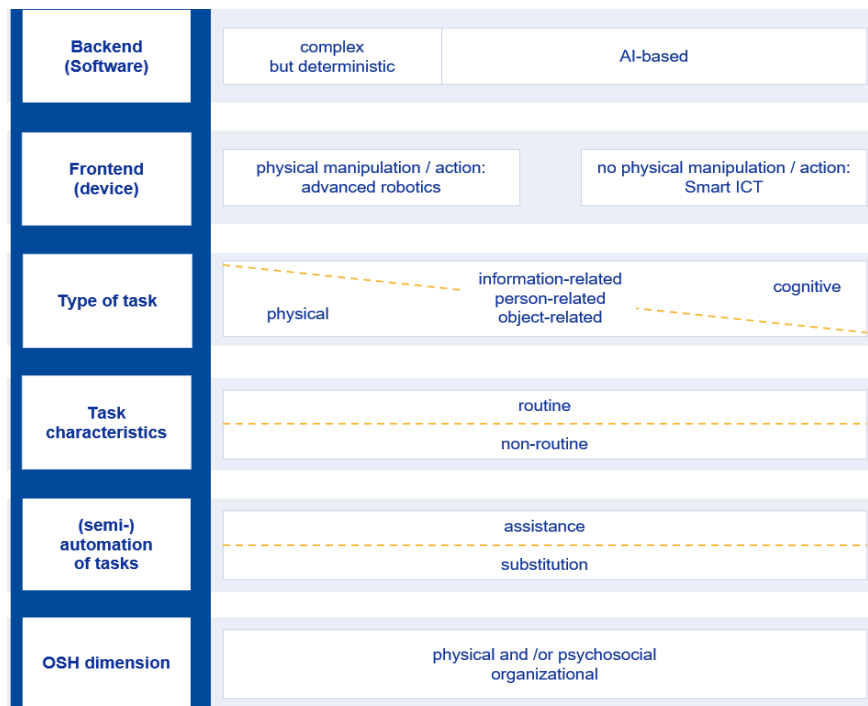 Backend
(Software)
complex
but deterministic
AI-based
Frontend
(device)
physical manipulation / action:
advanced robotics
no physical manipulation / action:
Smart ICT
Type of task
physical
information-related
person-related
object-related
cognitive
Task
characteristics
routine
non-routine
(semi-)
automation
of tasks
assistance
substitution
OSH dimension
physical and /or psychosocial
organizational